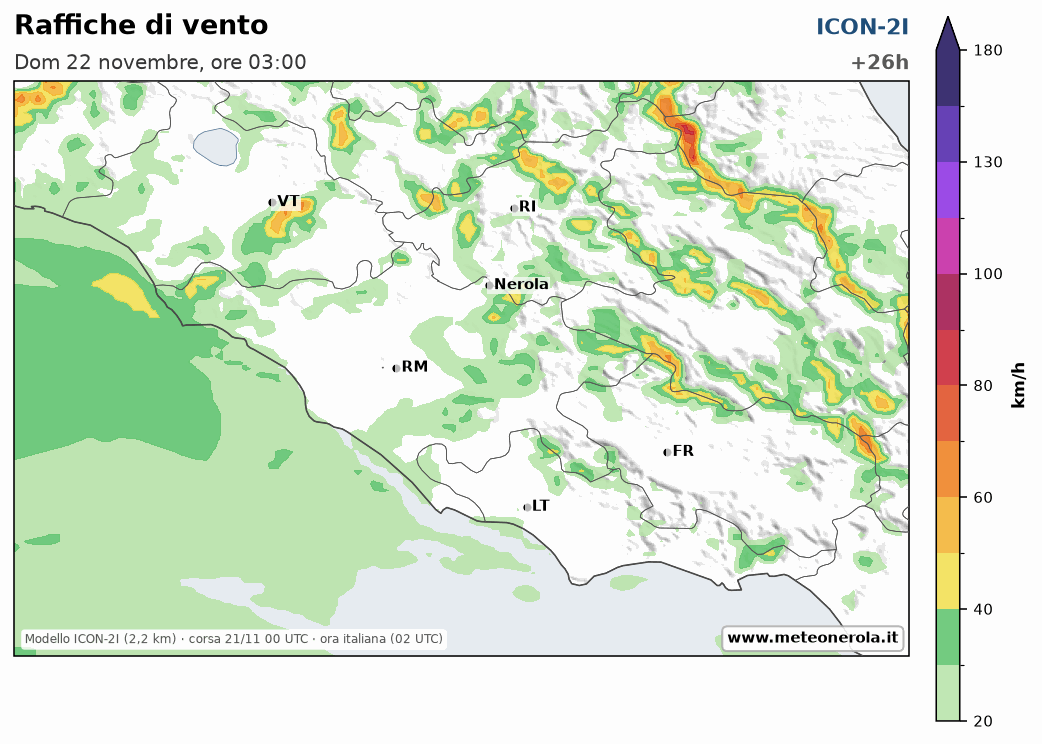 Raffiche di vento
ICON-2I
Dom 22 novembre, ore 03:00
+26h
VT
RI
Nerola
RM
FR
LT
Modello ICON-2I (2,2 km) · corsa 21/11 00 UTC · ora italiana (02 UTC)
www.meteonerola.it
180
130
100
80
60
40
20
km/h